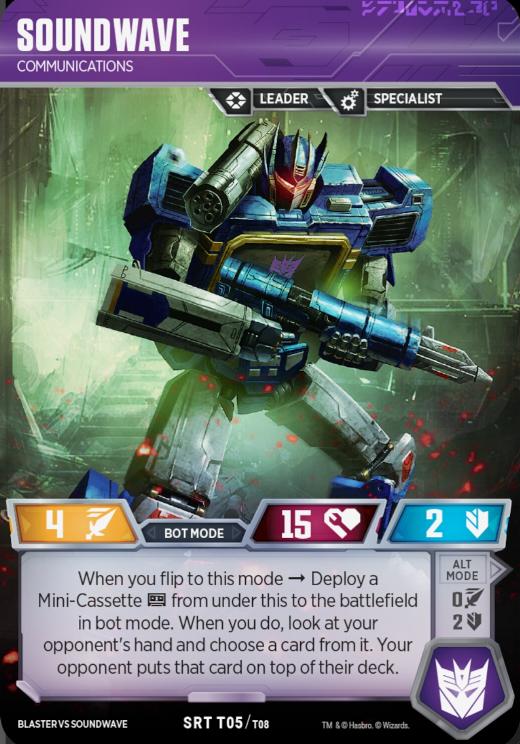 SOUNDWAVE
COMMUNICATIONS
LEADER SPECIALIST
4 BOT MODE 15 2
When you flip to this mode → Deploy a
Mini-Cassette from under this to the battlefield
in bot mode. When you do, look at your
opponent's hand and choose a card from it. Your
opponent puts that card on top of their deck.
ALT
MODE
0
2
BLASTER VS SOUNDWAVE SRT T05/T08 TM & © Hasbro. © Wizards.